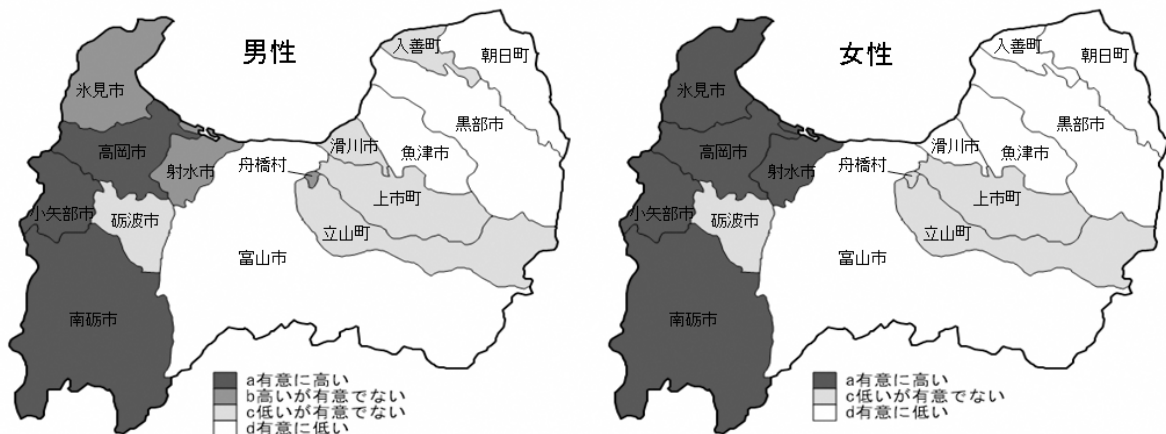 男性
入善町
朝日町
氷見市
黒部市
高岡市
滑川市
魚津市
射水市
舟橋村
上市町
小矢部市
砺波市
立山町
富山市
南砺市
a有意に高い
b高いが有意でない
c低いが有意でない
d有意に低い
女性
入善町
朝日町
氷見市
黒部市
高岡市
滑川市
魚津市
射水市
舟橋村
上市町
小矢部市
砺波市
立山町
富山市
南砺市
a有意に高い
c低いが有意でない
d有意に低い